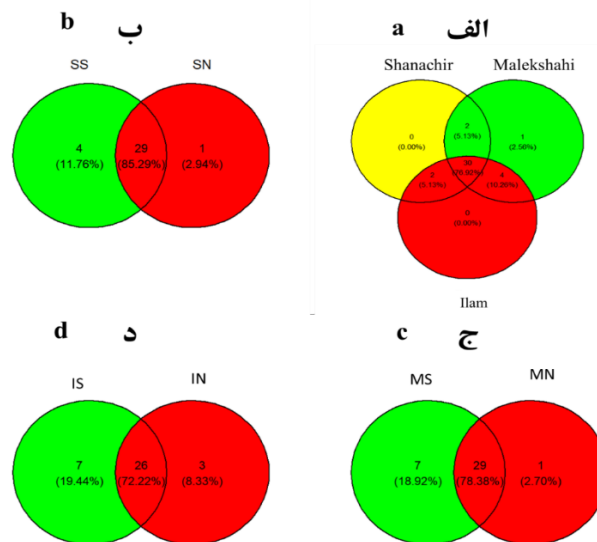 الف a
Shanachir Malekshahi
2
(5.13%)
0
(0.00%)
1
(2.56%)
30
(76.92%)
2
(5.13%)
4
(10.26%)
0
(0.00%)
Ilam
ب b
SS SN
4 29 1
(11.76%) (85.29%) (2.94%)
ج c
MS MN
7 29 1
(18.92%) (78.38%) (2.70%)
د d
IS IN
7 26 3
(19.44%) (72.22%) (8.33%)